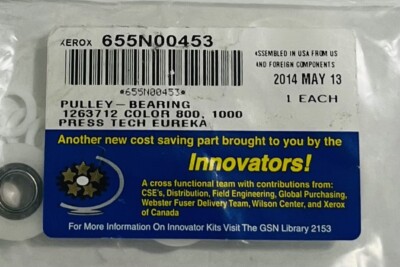 XEROX 655N00453
ASSEMBLED IN USA FROM US
AND FOREIGN COMPONENTS
2014 MAY 13
*655N00453*
1 EACH
PULLEY-BEARING
1263712 COLOR 800, 1000
PRESS TECH EUREKA
Another new cost saving part brought to you by the
Innovators!
A cross functional team with contributions from:
CSE's, Distribution, Field Engineering, Global Purchasing,
Webster Fuser Delivery Team, Wilson Center, and Xerox
of Canada
For More Information On Innovator Kits Visit The GSN Library 2153